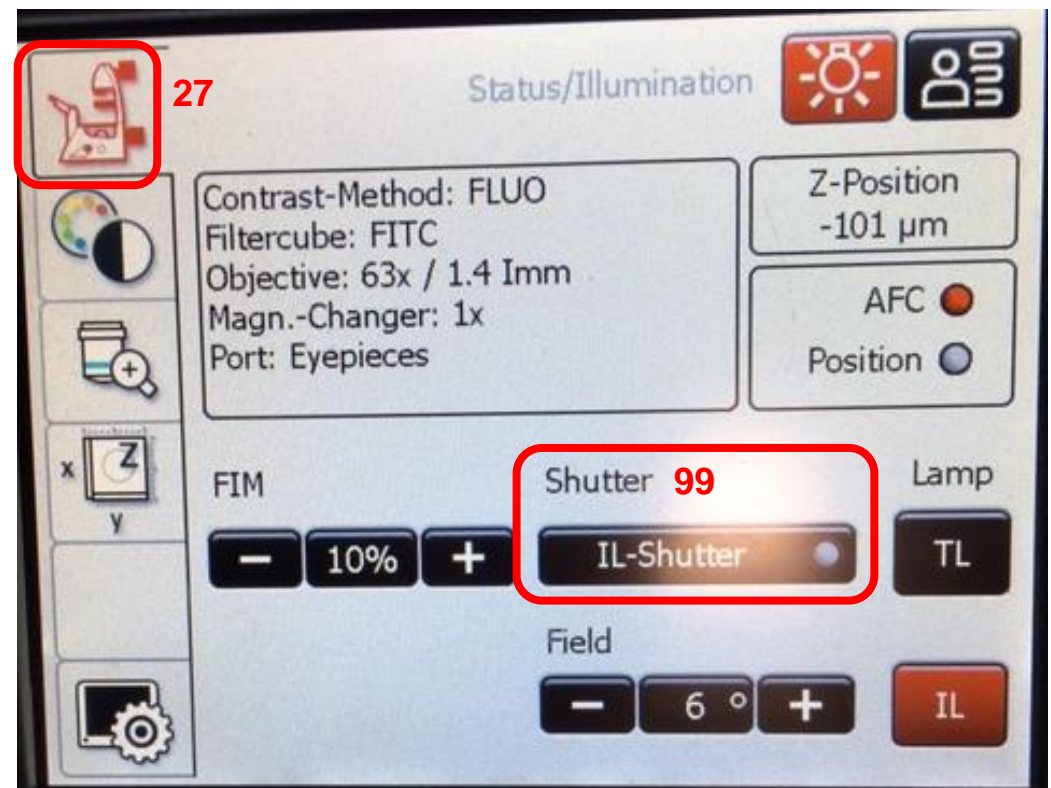 27
Status/Illumination
Contrast-Method: FLUO
Filtercube: FITC
Objective: 63x / 1.4 Imm
Magn.-Changer: 1x
Port: Eyepieces
Z-Position
-101 µm
AFC
Position
x
Z
y
FIM
Shutter 99
Lamp
− 10% +
IL-Shutter
TL
Field
− 6 +
IL